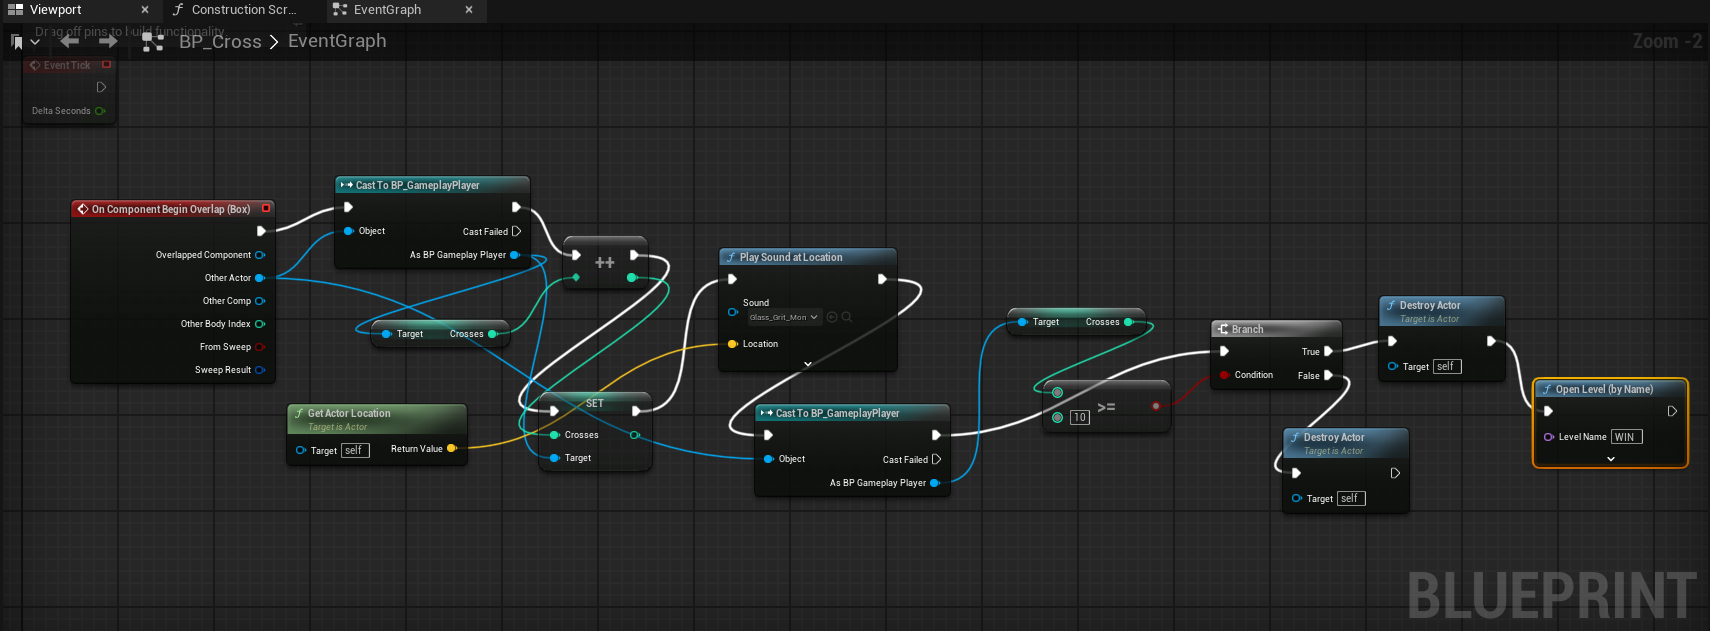 Viewport
Construction Scr...
EventGraph
Drag off pins to build functionality.
BP_Cross > EventGraph
Zoom -2
Event Tick
Delta Seconds
On Component Begin Overlap (Box)
Overlapped Component
Other Actor
Other Comp
Other Body Index
From Sweep
Sweep Result
Cast To BP_GameplayPlayer
Object
Cast Failed
As BP Gameplay Player
++
Target
Crosses
Get Actor Location
Target is Actor
Target self
Return Value
SET
Crosses
Target
Play Sound at Location
Sound
Glass_Grit_Mon
Location
Cast To BP_GameplayPlayer
Object
Cast Failed
As BP Gameplay Player
Target
Crosses
10
>=
Branch
True
Condition
False
Destroy Actor
Target is Actor
Target self
Destroy Actor
Target is Actor
Target self
Open Level (by Name)
Level Name WIN
BLUEPRINT